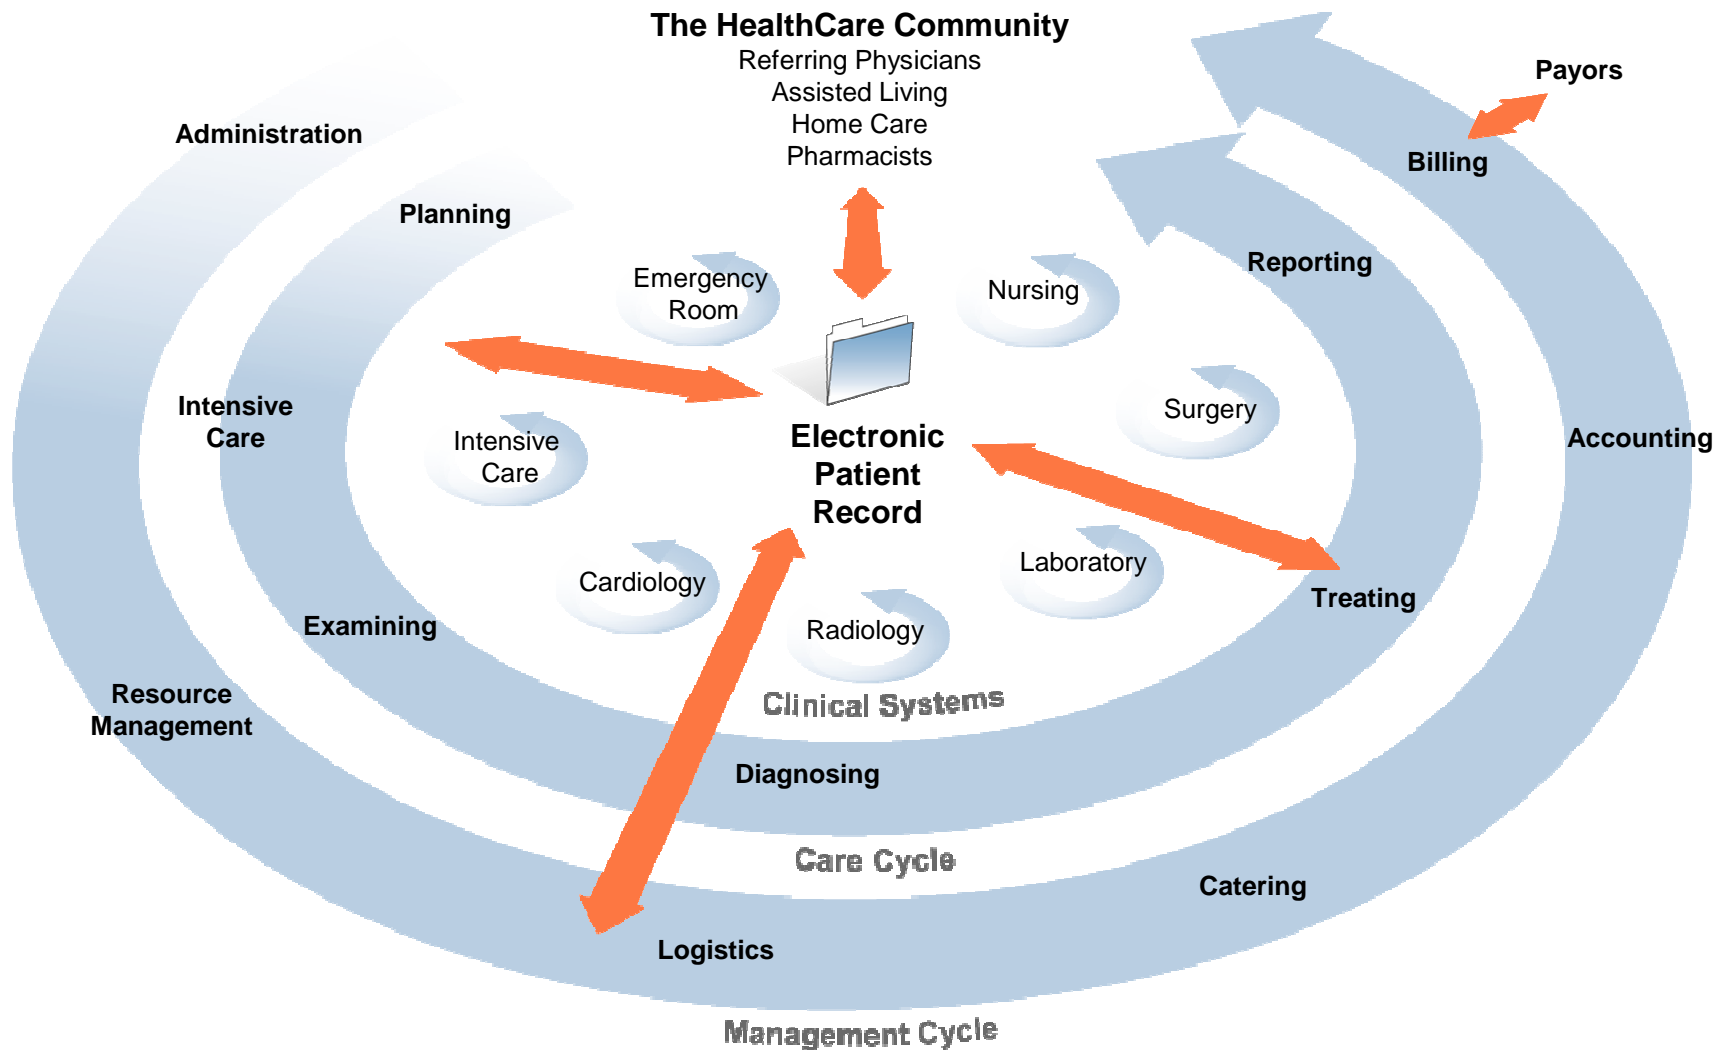 The HealthCare Community
Referring Physicians
Assisted Living
Home Care
Pharmacists
Payors
Administration
Billing
Planning
Reporting
Emergency
Room
Nursing
Intensive
Care
Intensive
Care
Surgery
Accounting
Electronic
Patient
Record
Cardiology
Laboratory
Treating
Examining
Radiology
Resource
Management
Clinical Systems
Diagnosing
Care Cycle
Catering
Logistics
Management Cycle